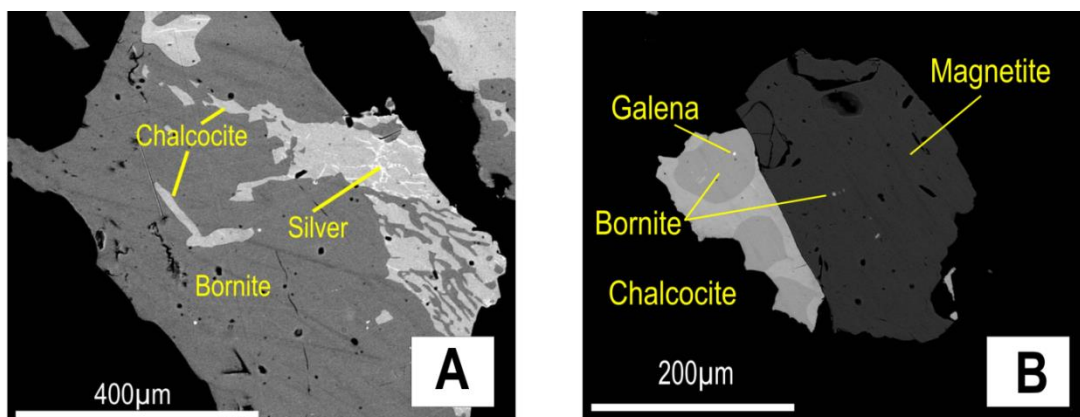 Chalcocite
Silver
Bornite
400µm
A
Galena
Magnetite
Bornite
Chalcocite
200µm
B